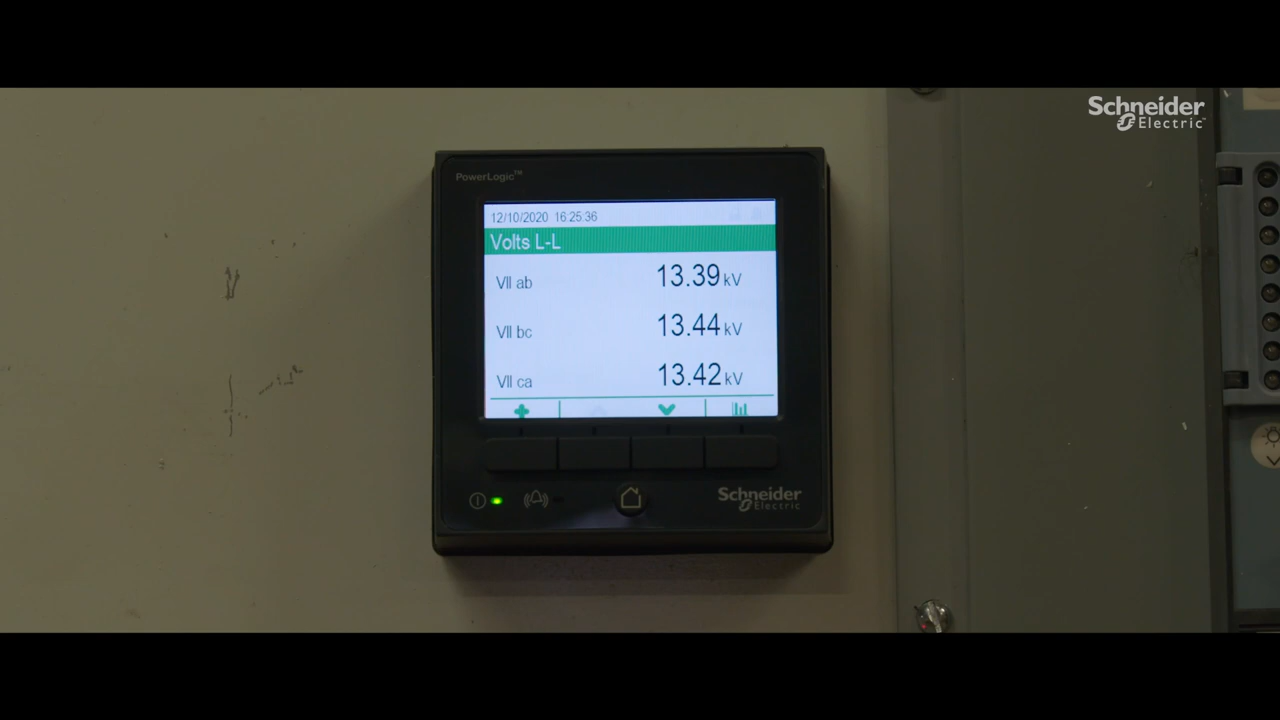 Schneider
Electric™
PowerLogic™
12/10/2020 16:25:36
Volts L-L
Vll ab 13.39 kV
Vll bc 13.44 kV
Vll ca 13.42 kV
Schneider
Electric